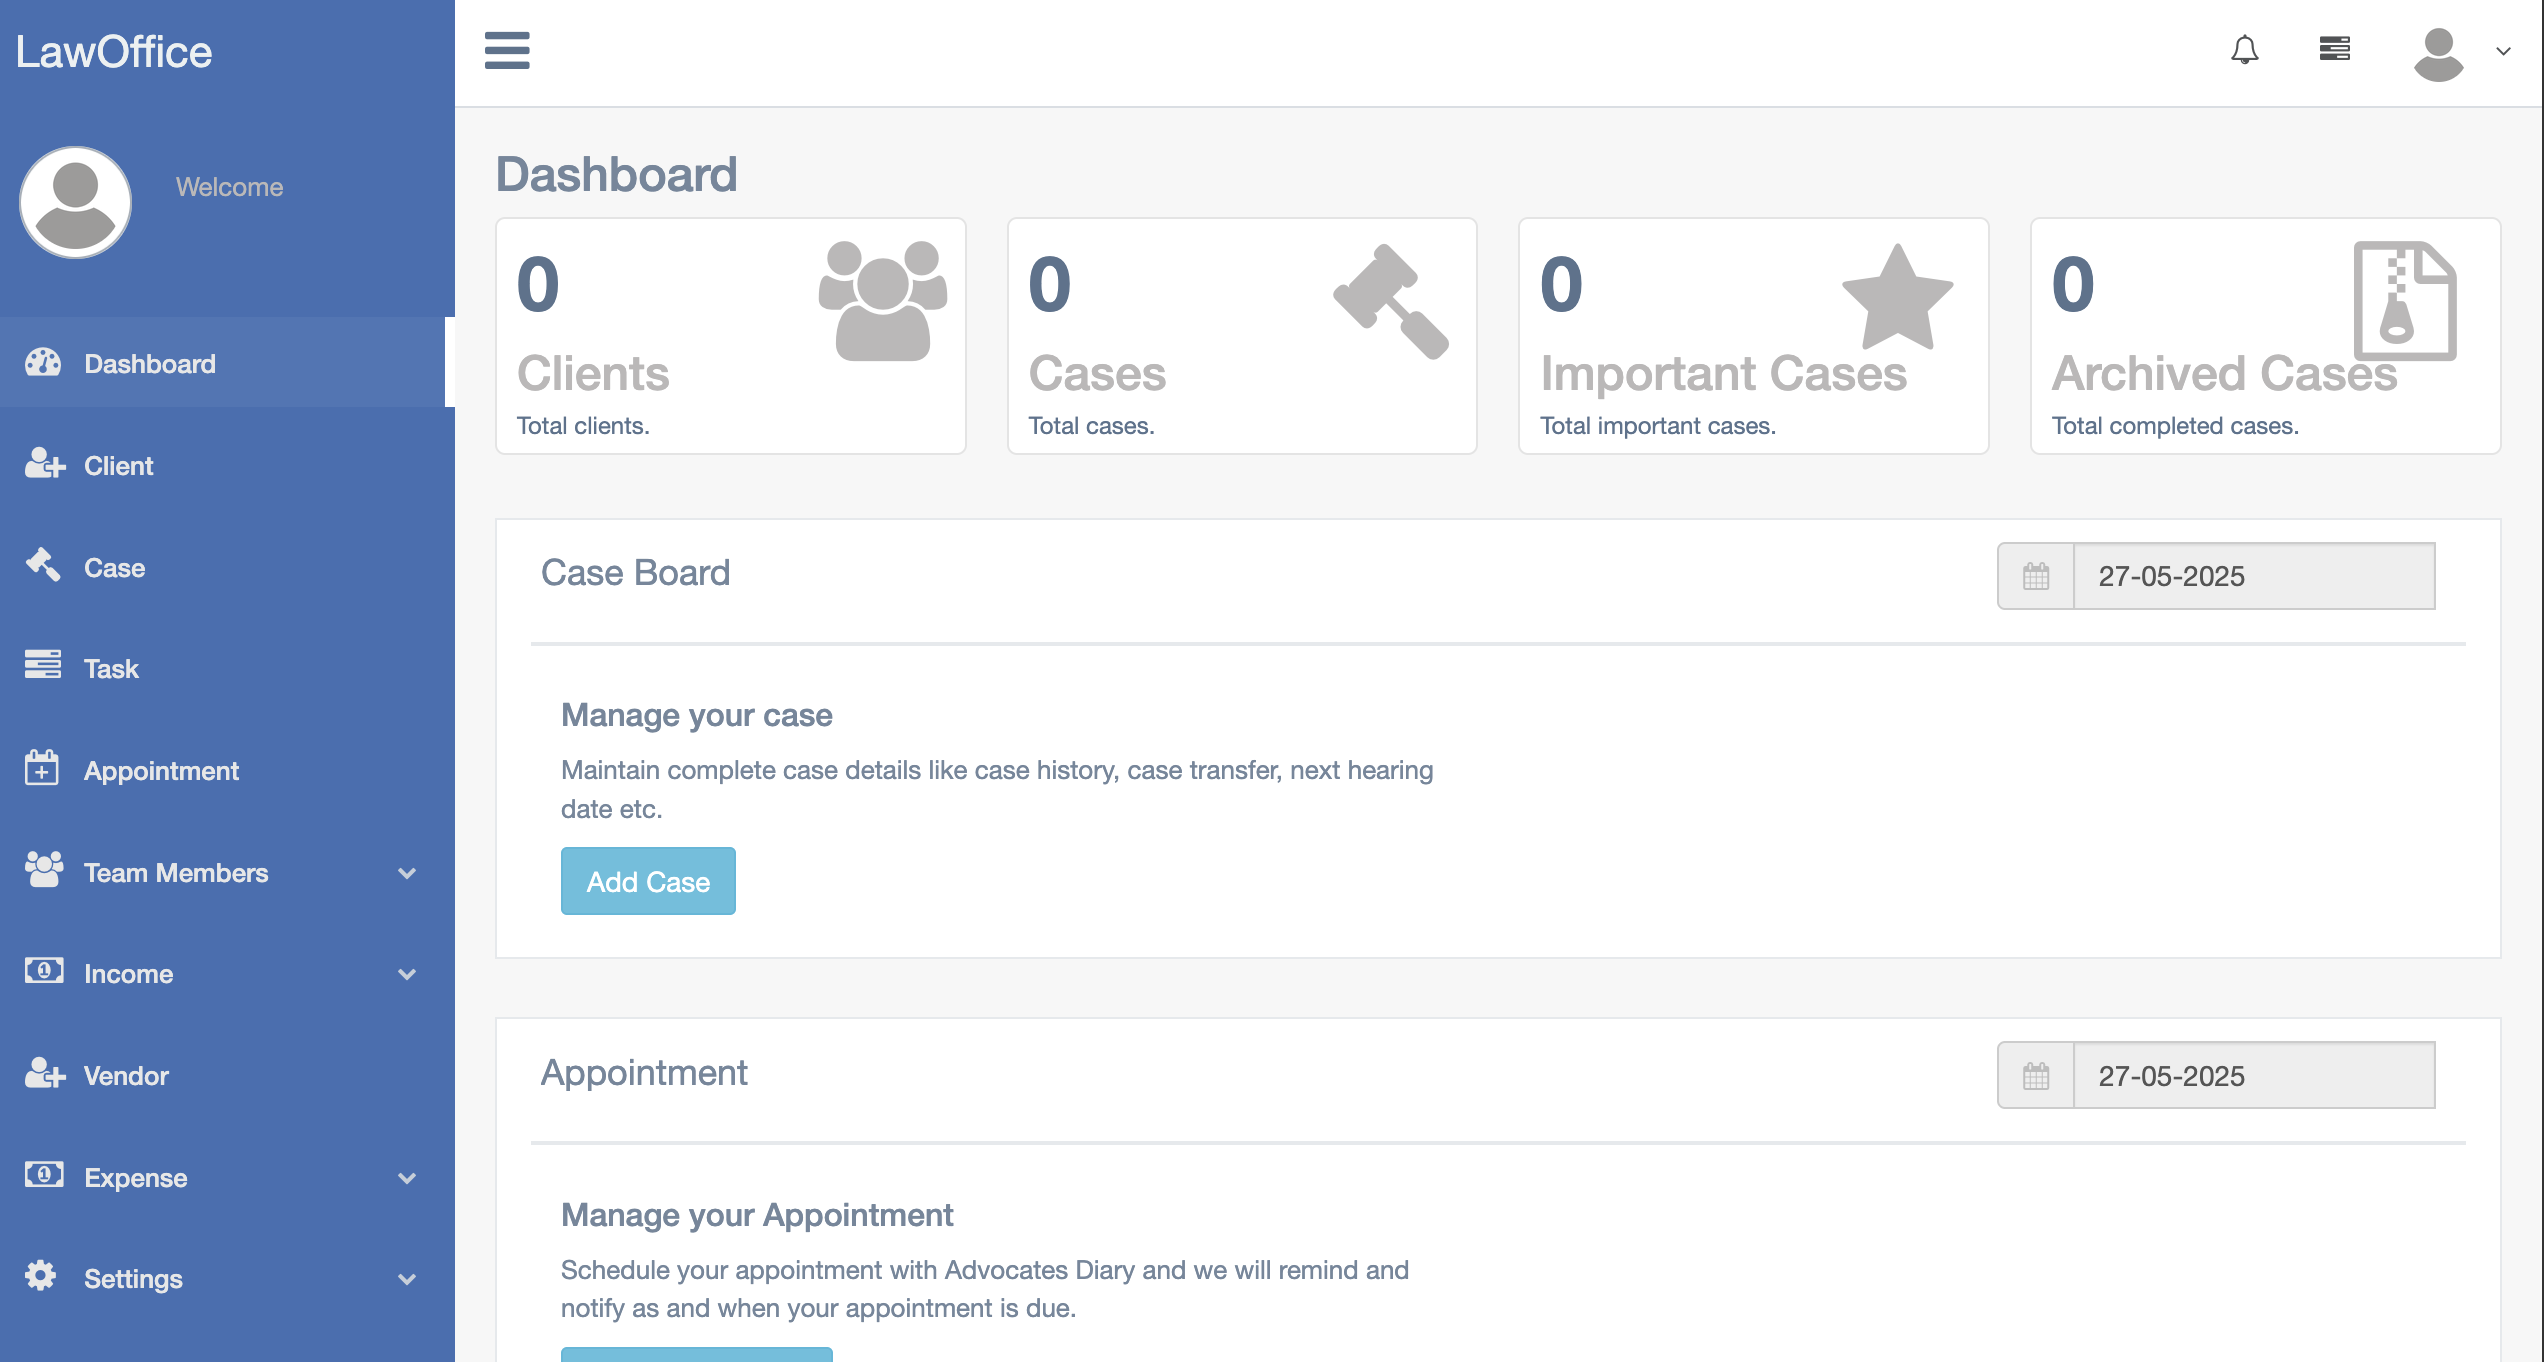 LawOffice
Welcome
Dashboard
Client
Case
Task
Appointment
Team Members
Income
Vendor
Expense
Settings
Dashboard
0
Clients
Total clients.
0
Cases
Total cases.
0
Important Cases
Total important cases.
0
Archived Cases
Total completed cases.
Case Board
27-05-2025
Manage your case
Maintain complete case details like case history, case transfer, next hearing
date etc.
Add Case
Appointment
27-05-2025
Manage your Appointment
Schedule your appointment with Advocates Diary and we will remind and
notify as and when your appointment is due.